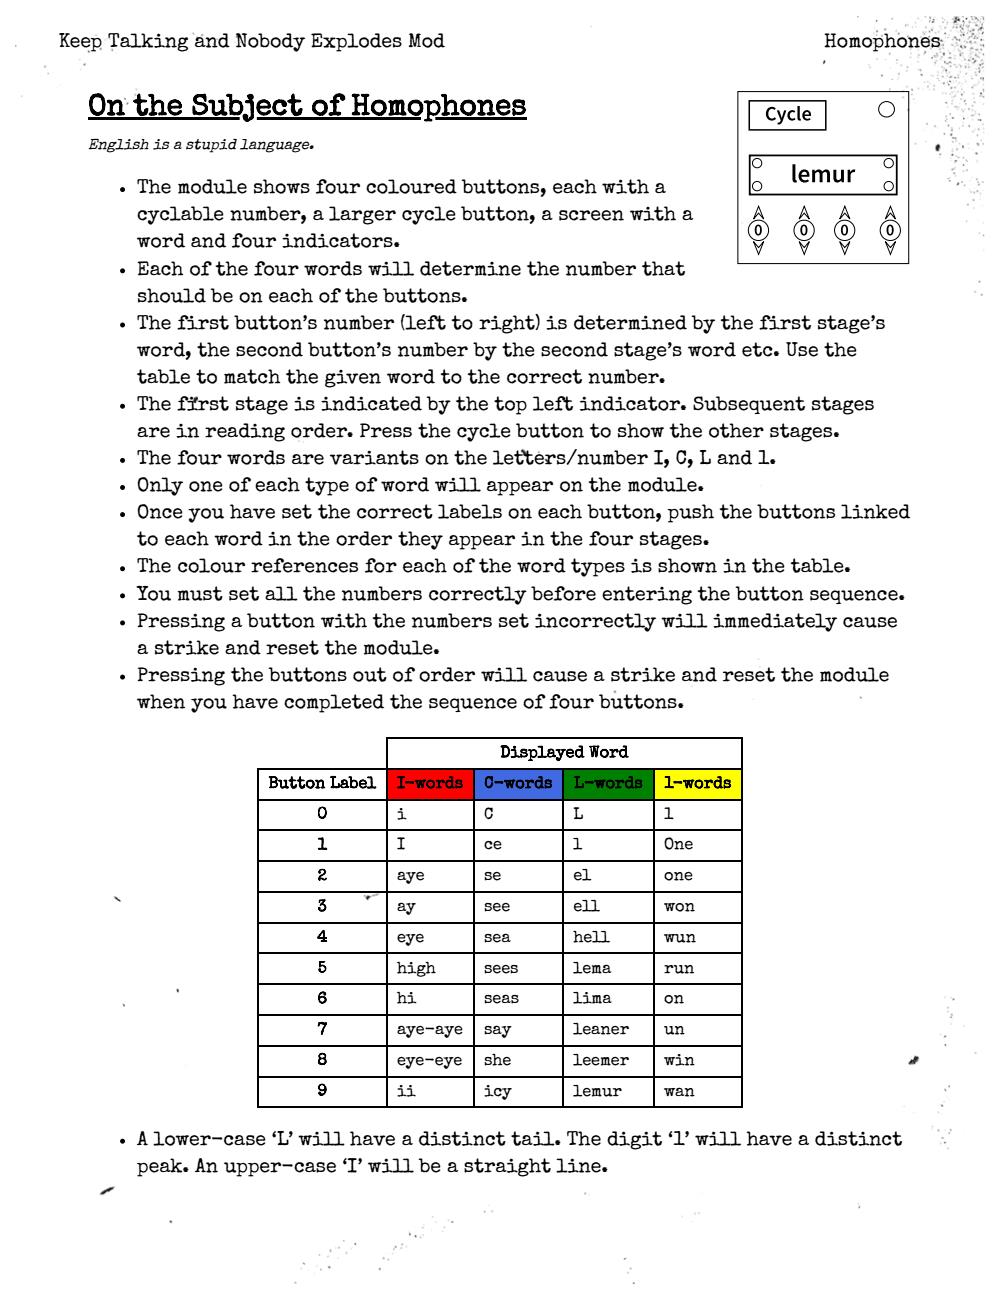 Keep Talking and Nobody Explodes Mod
Homophones
On the Subject of Homophones
English is a stupid language.
Cycle
lemur
0 0 0 0
• The module shows four coloured buttons, each with a
cyclable number, a larger cycle button, a screen with a
word and four indicators.
• Each of the four words will determine the number that
should be on each of the buttons.
• The first button's number (left to right) is determined by the first stage's
word, the second button's number by the second stage's word etc. Use the
table to match the given word to the correct number.
• The first stage is indicated by the top left indicator. Subsequent stages
are in reading order. Press the cycle button to show the other stages.
• The four words are variants on the letters/number I, C, L and 1.
• Only one of each type of word will appear on the module.
• Once you have set the correct labels on each button, push the buttons linked
to each word in the order they appear in the four stages.
• The colour references for each of the word types is shown in the table.
• You must set all the numbers correctly before entering the button sequence.
• Pressing a button with the numbers set incorrectly will immediately cause
a strike and reset the module.
• Pressing the buttons out of order will cause a strike and reset the module
when you have completed the sequence of four buttons.
Displayed Word
Button Label I-words C-words L-words 1-words
0 i C L 1
1 I ce l One
2 aye se el one
3 ay see ell won
4 eye sea hell wun
5 high sees lema run
6 hi seas lima on
7 aye-aye say leaner un
8 eye-eye she leemer win
9 ii icy lemur wan
• A lower-case 'L' will have a distinct tail. The digit '1' will have a distinct
peak. An upper-case 'I' will be a straight line.